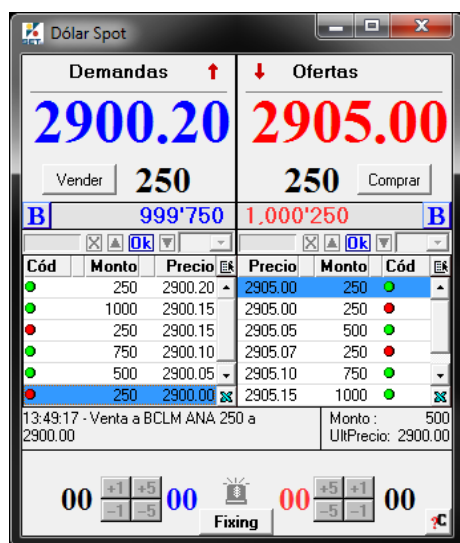 Dólar Spot
Demandas Ofertas
2900.20 2905.00
Vender 250 250 Comprar
B 999'750 1,000'250 B
Ok Ok
Cód Monto Precio Precio Monto Cód
250 2900.20 2905.00 250
1000 2900.15 2905.00 250
250 2900.15 2905.05 500
750 2900.10 2905.07 250
500 2900.05 2905.10 750
250 2900.00 2905.15 1000
13:49:17 - Venta a BCLM ANA 250 a Monto : 500
2900.00 UltPrecio: 2900.00
00 +1 +5 00 00 +5 +1 00
-1 -5 -5 -1
Fixing ?C